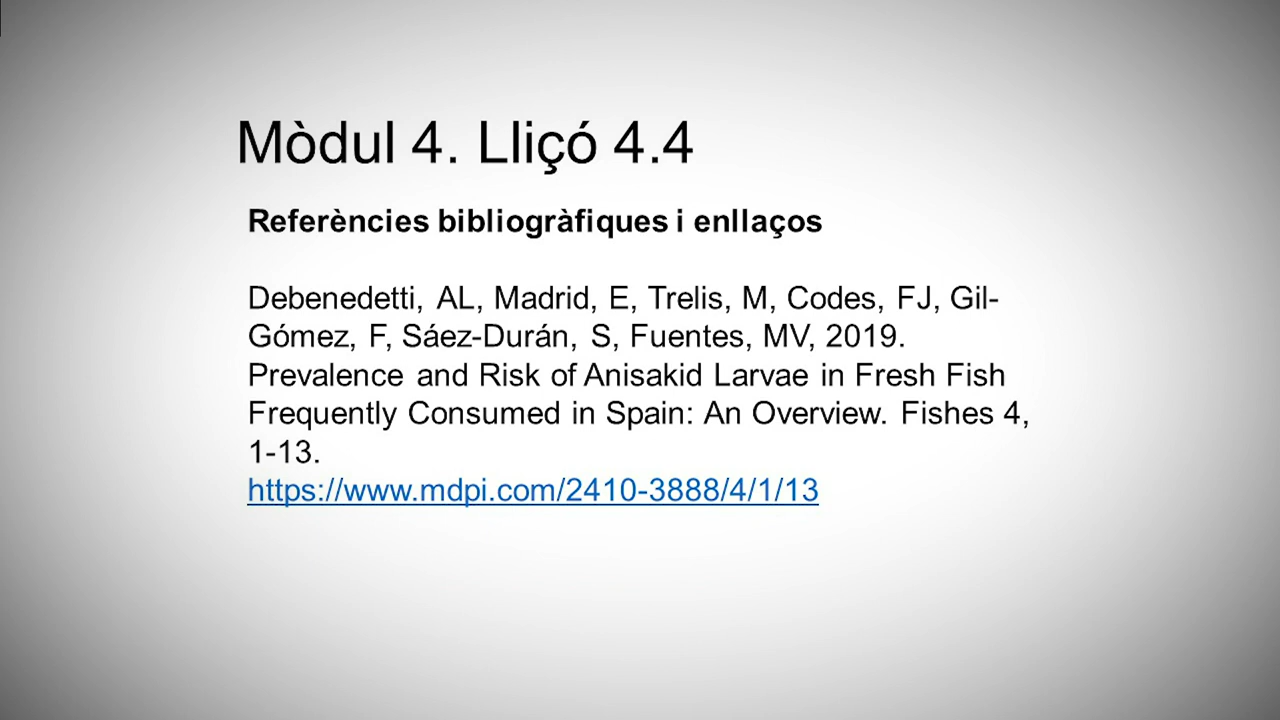 Mòdul 4. Lliçó 4.4
Referències bibliogràfiques i enllaços
Debenedetti, AL, Madrid, E, Trelis, M, Codes, FJ, Gil-
Gómez, F, Sáez-Durán, S, Fuentes, MV, 2019.
Prevalence and Risk of Anisakid Larvae in Fresh Fish
Frequently Consumed in Spain: An Overview. Fishes 4,
1-13.
https://www.mdpi.com/2410-3888/4/1/13